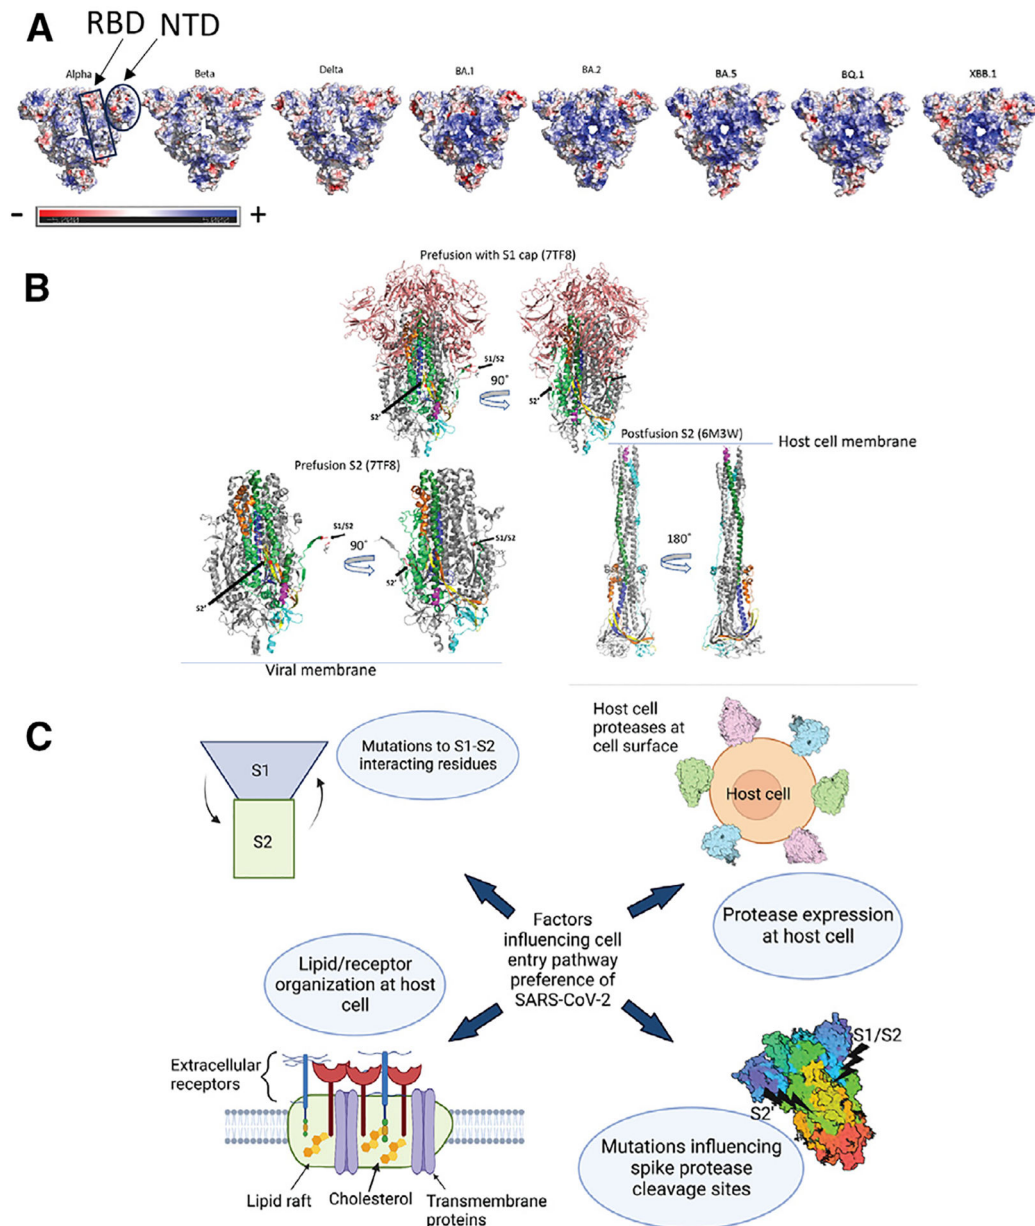 A
RBD NTD
Alpha
Beta
Delta
BA.1
BA.2
BA.5
BQ.1
XBB.1
- +
B
Prefusion with S1 cap (7TF8)
S1/S2
90°
S2'
S2'
Postfusion S2 (6M3W)
Host cell membrane
Prefusion S2 (7TF8)
S1/S2
90°
S1/S2
S2'
S2'
180°
Viral membrane
C
S1
S2
Mutations to S1-S2
interacting residues
Host cell
proteases at
cell surface
Host cell
Protease expression
at host cell
Factors
influencing cell
entry pathway
preference of
SARS-CoV-2
Lipid/receptor
organization at host
cell
Extracellular
receptors
Lipid raft
Cholesterol
Transmembrane
proteins
S1/S2
S2'
Mutations influencing
spike protease
cleavage sites